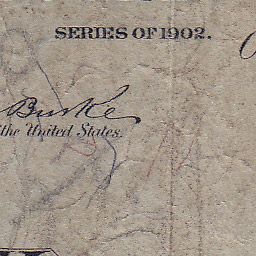 SERIES OF 1902.
Burke
the United States.